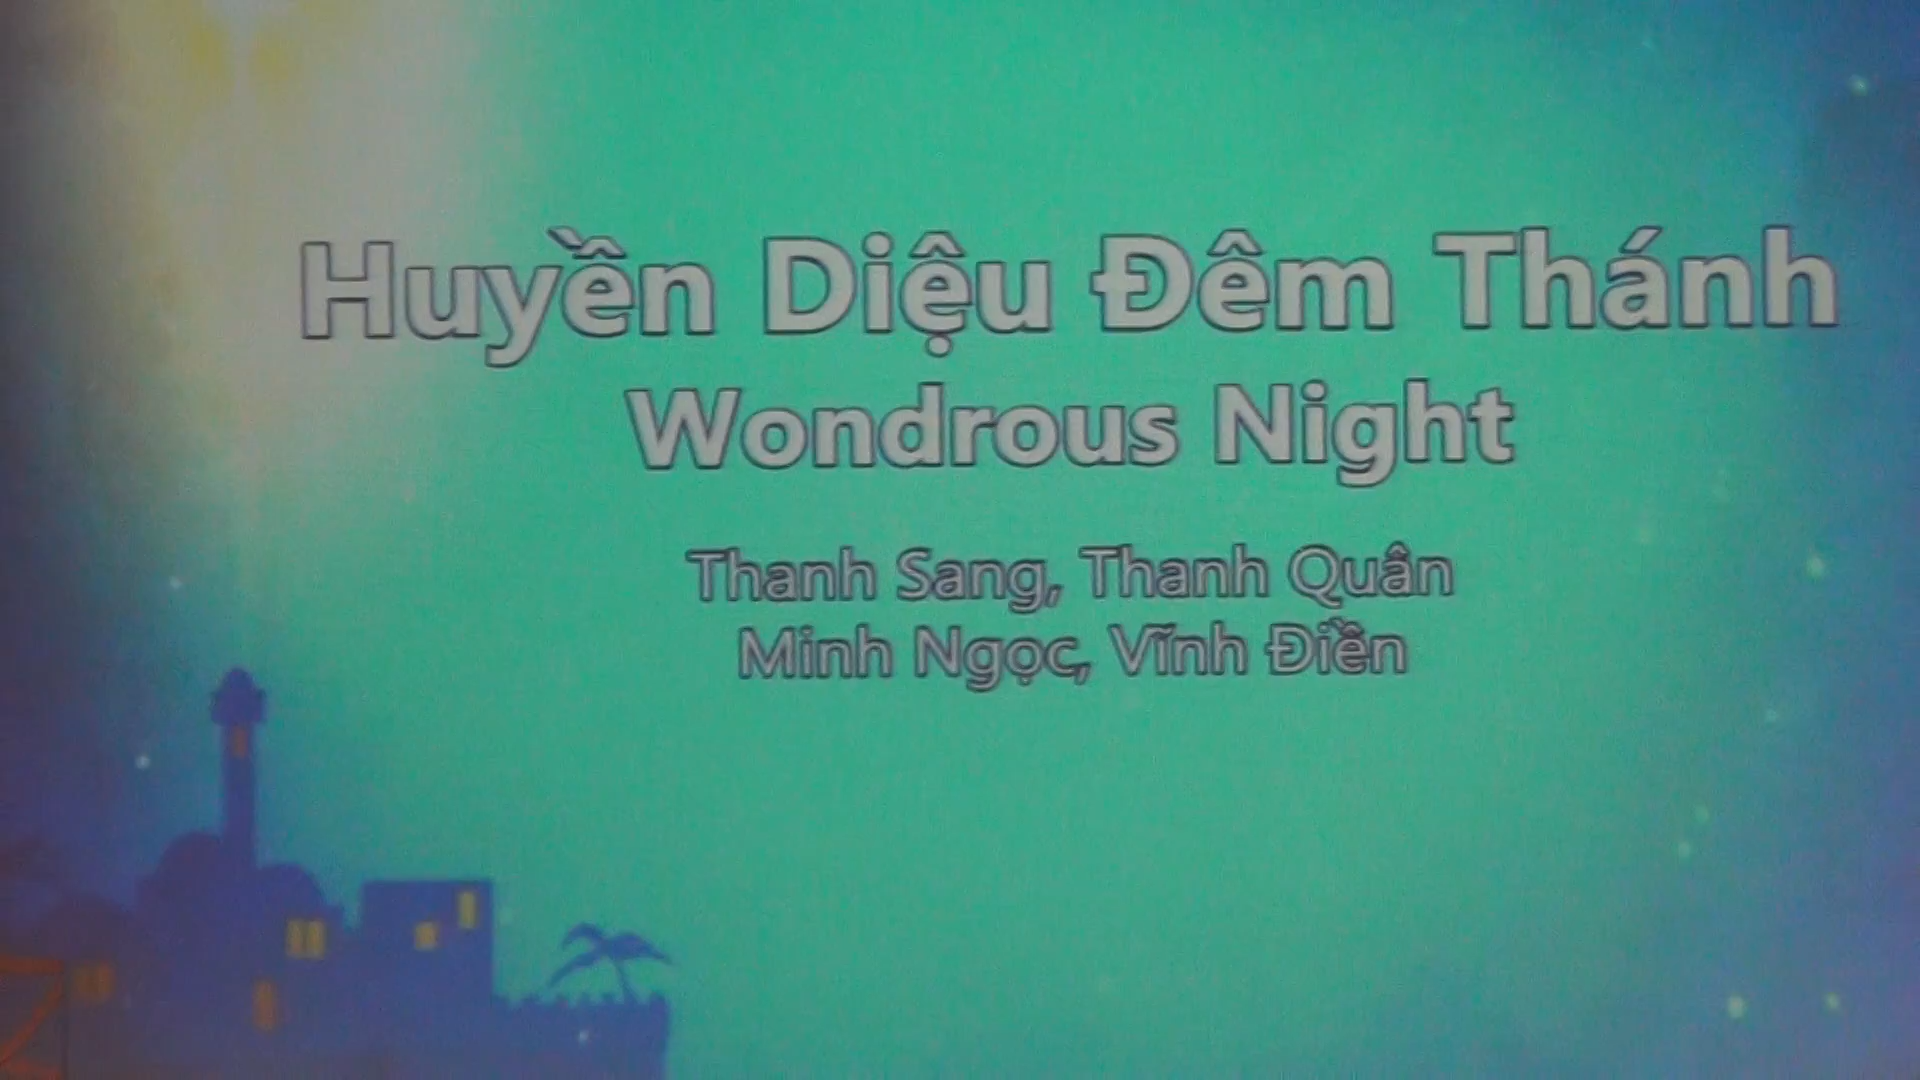 Huyền Diệu Đêm Thánh
Wondrous Night
Thanh Sang, Thanh Quân
Minh Ngọc, Vĩnh Điền